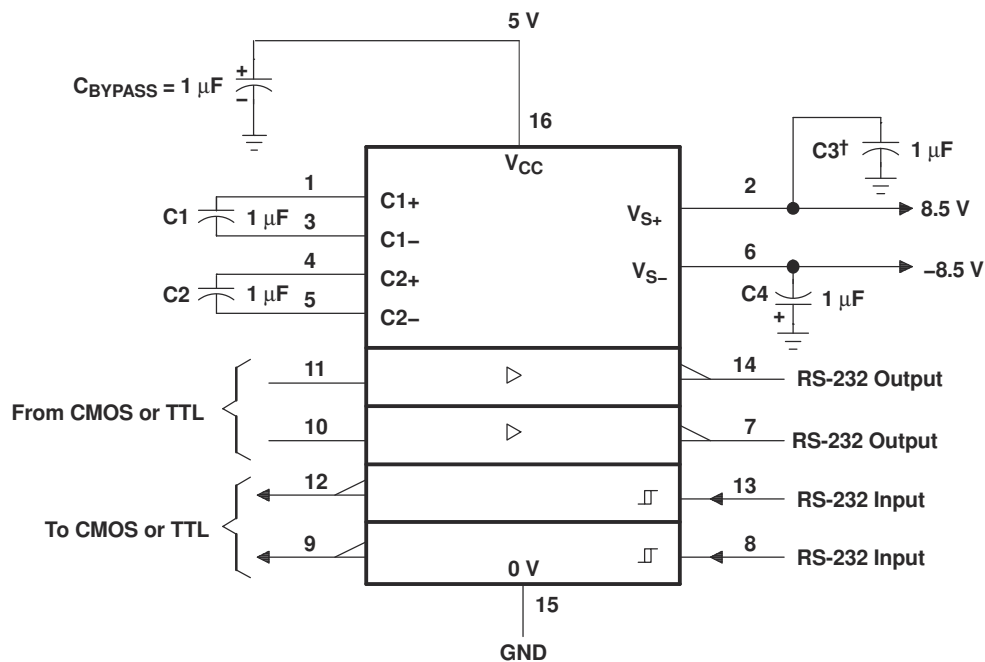 5 V
CBYPASS = 1 µF
+
−
16
VCC
C3†
1 µF
1
C1+
2
C1
1 µF
VS+
8.5 V
3
C1−
4
C2+
6
VS−
−8.5 V
C2
1 µF
5
C2−
C4
1 µF
+
11
14
RS-232 Output
From CMOS or TTL
10
7
RS-232 Output
12
13
RS-232 Input
To CMOS or TTL
9
8
RS-232 Input
0 V
15
GND